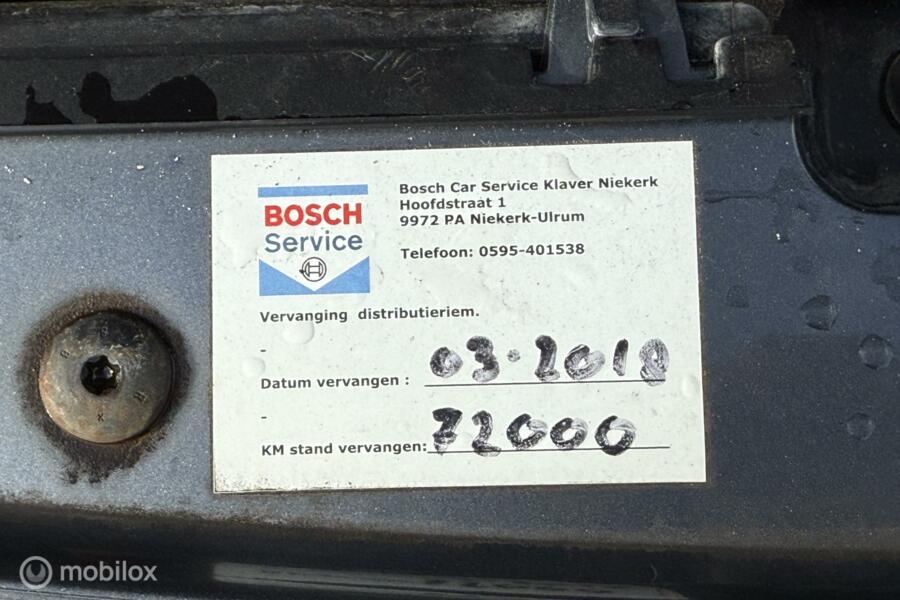 BOSCH
Service
Bosch Car Service Klaver Niekerk
Hoofdstraat 1
9972 PA Niekerk-Ulrum
Telefoon: 0595-401538
Vervanging distributieriem.
-
Datum vervangen : 03-2018
-
KM stand vervangen: 72000
mobilox